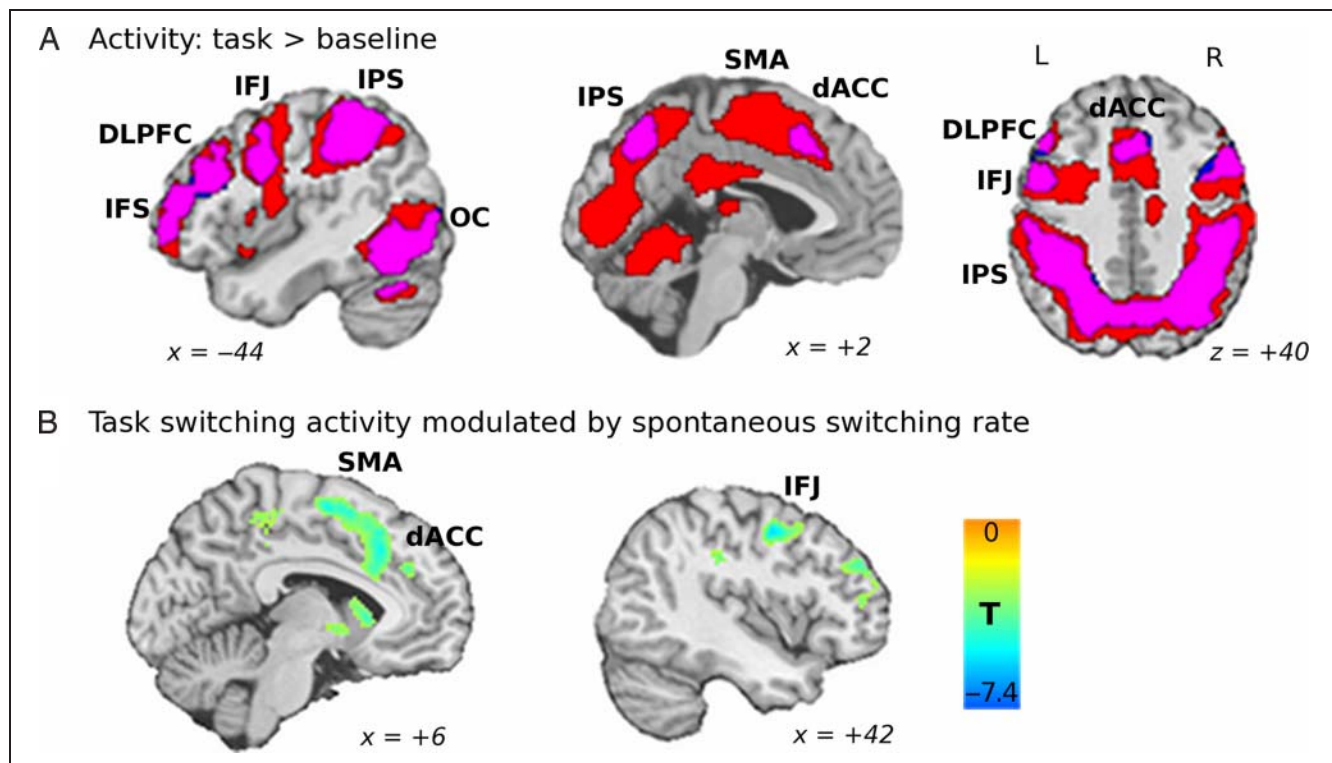 A Activity: task > baseline
IFJ IPS
DLPFC
IFS
OC
x = –44
SMA
IPS dACC
x = +2
L R
dACC
DLPFC
IFJ
IPS
z = +40
B Task switching activity modulated by spontaneous switching rate
SMA
dACC
x = +6
IFJ
x = +42
0
T
–7.4